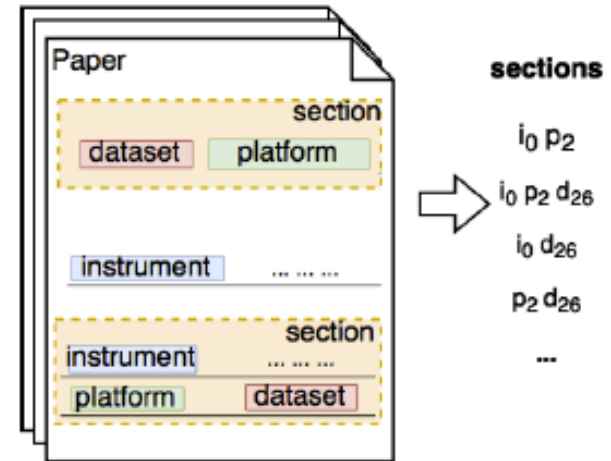 Paper
section
dataset platform
instrument ... ... ...
section
instrument ... ... ...
platform dataset
sections
i₀ p₂
i₀ p₂ d₂₆
i₀ d₂₆
p₂ d₂₆
...